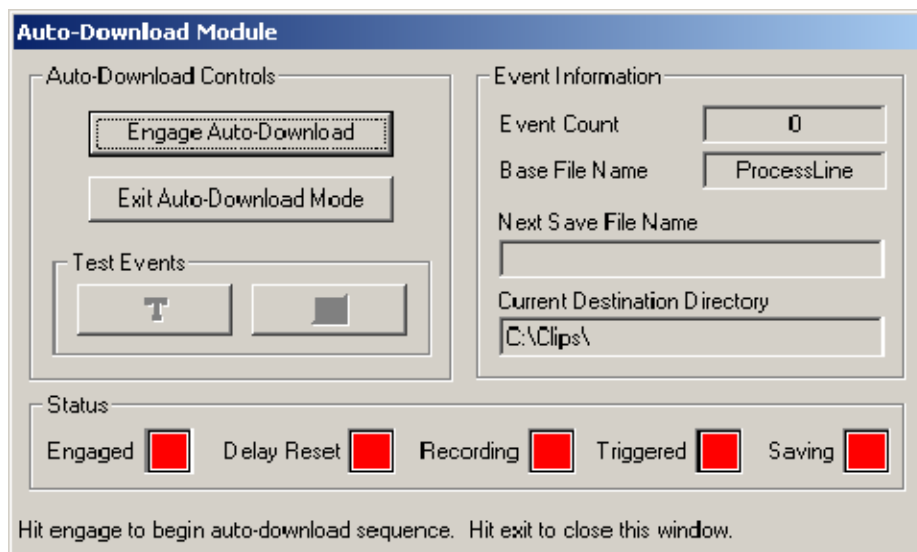 Auto-Download Module
Auto-Download Controls
Engage Auto-Download
Exit Auto-Download Mode
Test Events
T
Event Information
Event Count 0
Base File Name ProcessLine
Next Save File Name
Current Destination Directory
C:\Clips\
Status
Engaged Delay Reset Recording Triggered Saving
Hit engage to begin auto-download sequence. Hit exit to close this window.